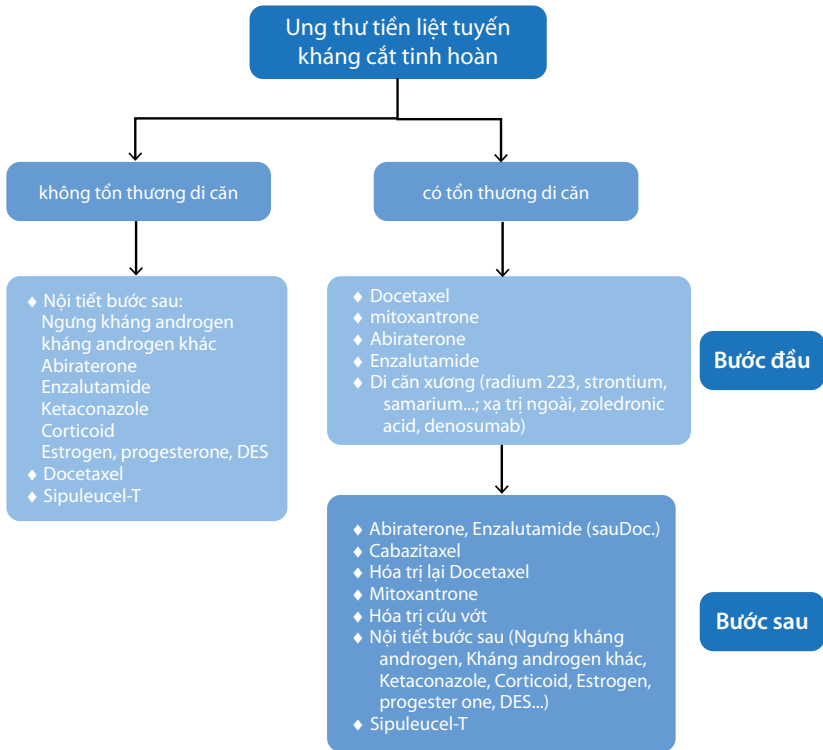 Ung thư tiền liệt tuyến
kháng cắt tinh hoàn
không tổn thương di căn
có tổn thương di căn
♦ Nội tiết bước sau:
Ngưng kháng androgen
kháng androgen khác
Abiraterone
Enzalutamide
Ketaconazole
Corticoid
Estrogen, progesterone, DES
♦ Docetaxel
♦ Sipuleucel-T
♦ Docetaxel
♦ mitoxantrone
♦ Abiraterone
♦ Enzalutamide
♦ Di căn xương (radium 223, strontium,
samarium...; xạ trị ngoài, zoledronic
acid, denosumab)
Bước đầu
♦ Abiraterone, Enzalutamide (sauDoc.)
♦ Cabazitaxel
♦ Hóa trị lại Docetaxel
♦ Mitoxantrone
♦ Hóa trị cứu vớt
♦ Nội tiết bước sau (Ngưng kháng
androgen, Kháng androgen khác,
Ketaconazole, Corticoid, Estrogen,
progester one, DES...)
♦ Sipuleucel-T
Bước sau